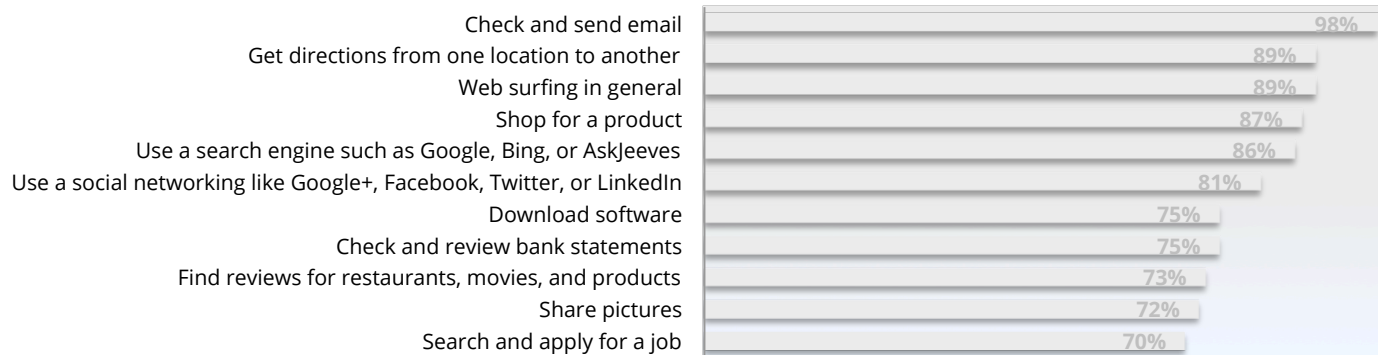 Check and send email 98%
Get directions from one location to another 89%
Web surfing in general 89%
Shop for a product 87%
Use a search engine such as Google, Bing, or AskJeeves 86%
Use a social networking like Google+, Facebook, Twitter, or LinkedIn 81%
Download software 75%
Check and review bank statements 75%
Find reviews for restaurants, movies, and products 73%
Share pictures 72%
Search and apply for a job 70%